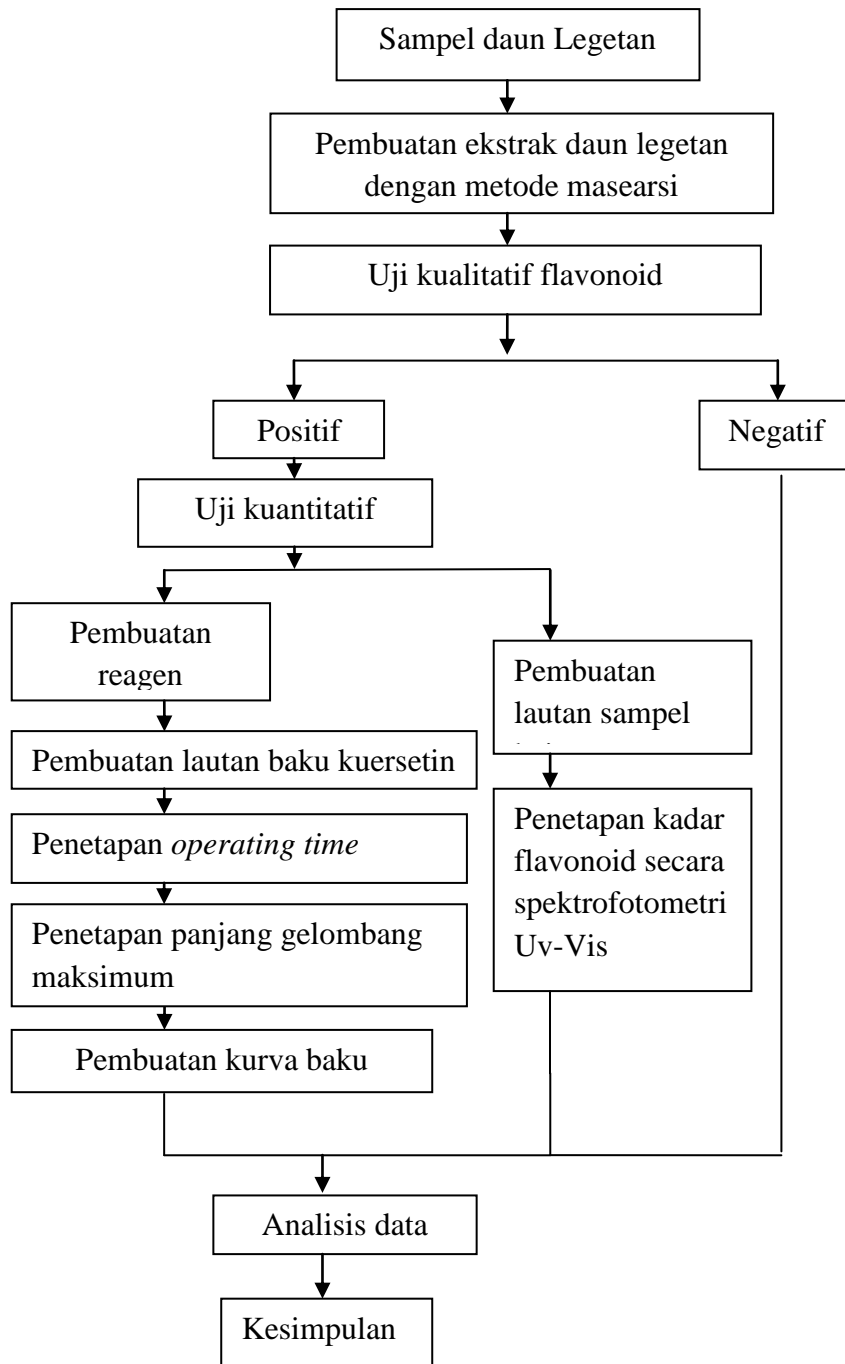 Sampel daun Legetan
Pembuatan ekstrak daun legetan
dengan metode masearsi
Uji kualitatif flavonoid
Positif
Negatif
Uji kuantitatif
Pembuatan
reagen
Pembuatan lautan baku kuersetin
Penetapan operating time
Penetapan panjang gelombang
maksimum
Pembuatan kurva baku
Pembuatan
lautan sampel
Penetapan kadar
flavonoid secara
spektrofotometri
Uv-Vis
Analisis data
Kesimpulan